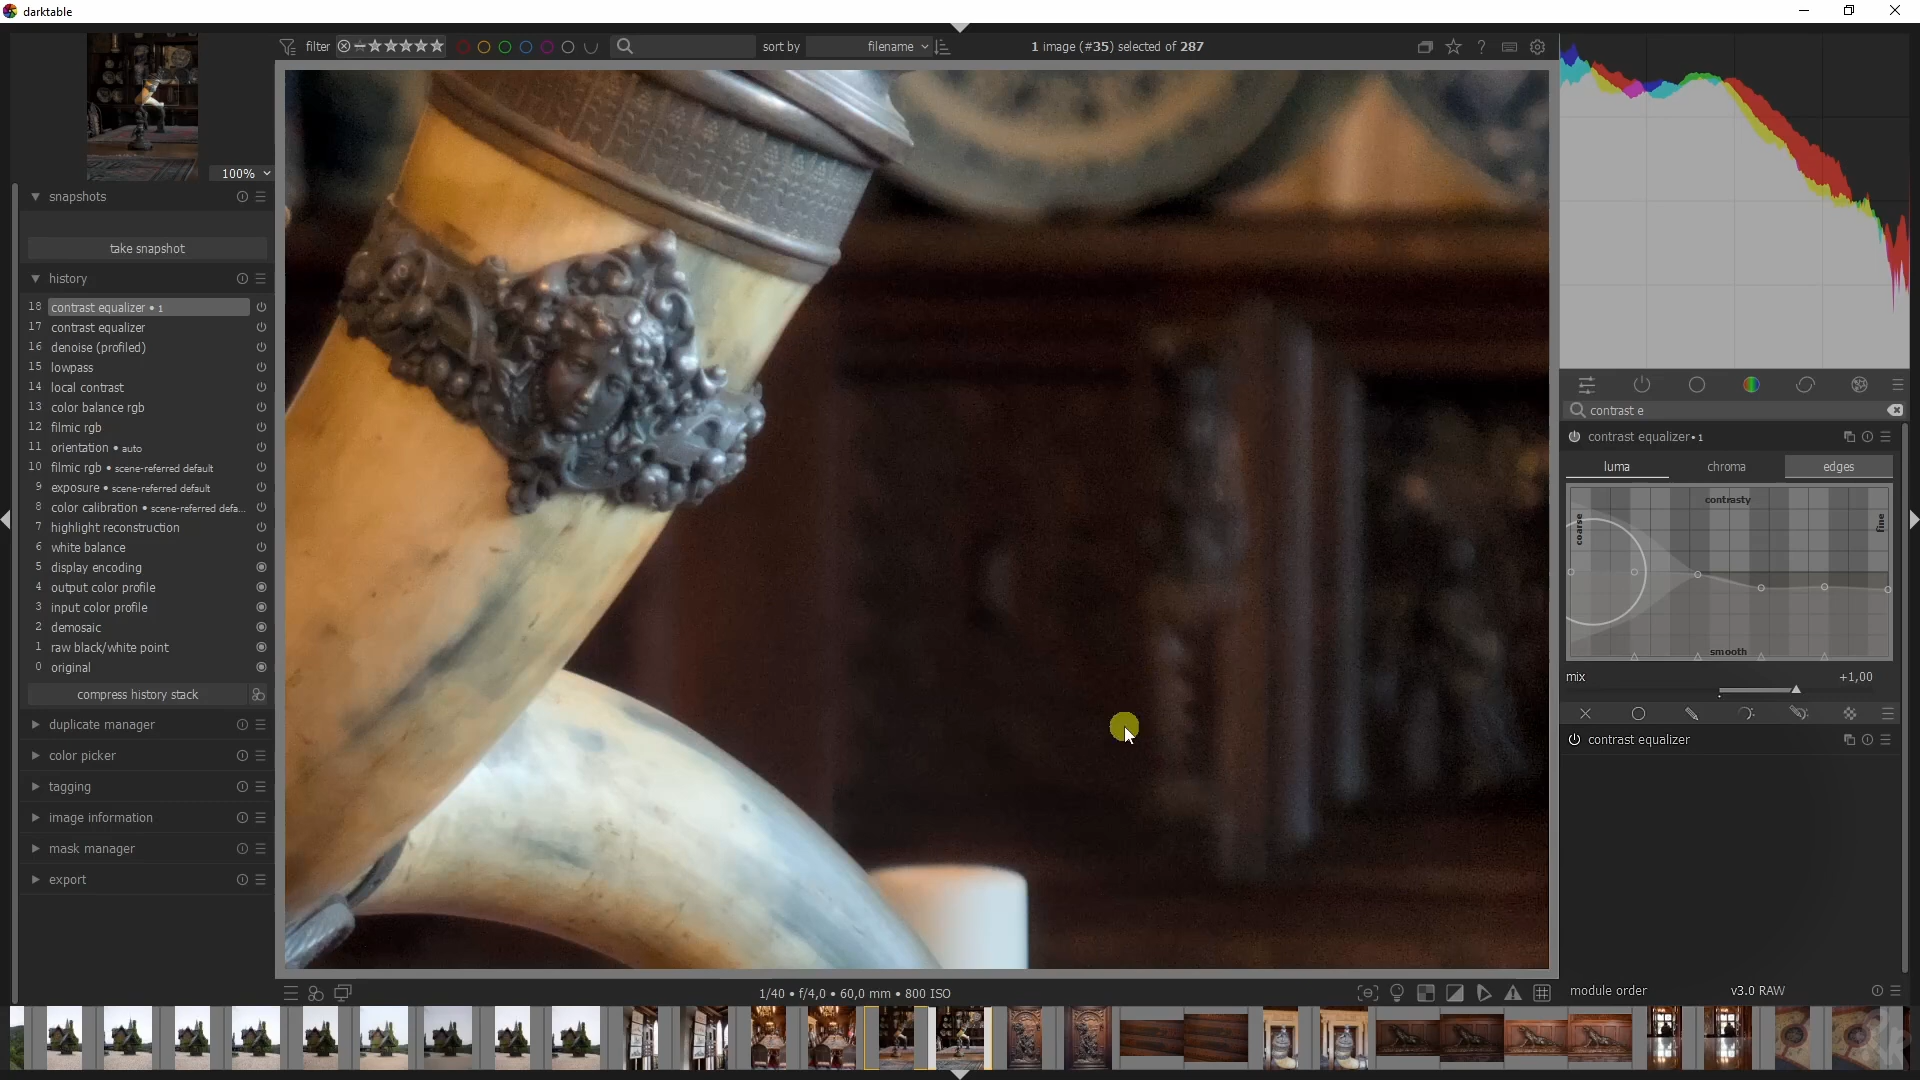 darktable
filter
sort by
filename
1 image (#35) selected of 287
100%
snapshots
take snapshot
history
18 contrast equalizer • 1
17 contrast equalizer
16 denoise (profiled)
15 lowpass
14 local contrast
13 color balance rgb
12 filmic rgb
11 orientation • auto
10 filmic rgb • scene-referred default
9 exposure • scene-referred default
8 color calibration • scene-referred defa...
7 highlight reconstruction
6 white balance
5 display encoding
4 output color profile
3 input color profile
2 demosaic
1 raw black/white point
0 original
compress history stack
duplicate manager
color picker
tagging
image information
mask manager
export
1/40 • f/4,0 • 60,0 mm • 800 ISO
contrast e
contrast equalizer • 1
luma chroma edges
contrasty
coarse
fine
smooth
mix +1,00
contrast equalizer
module order v3.0 RAW